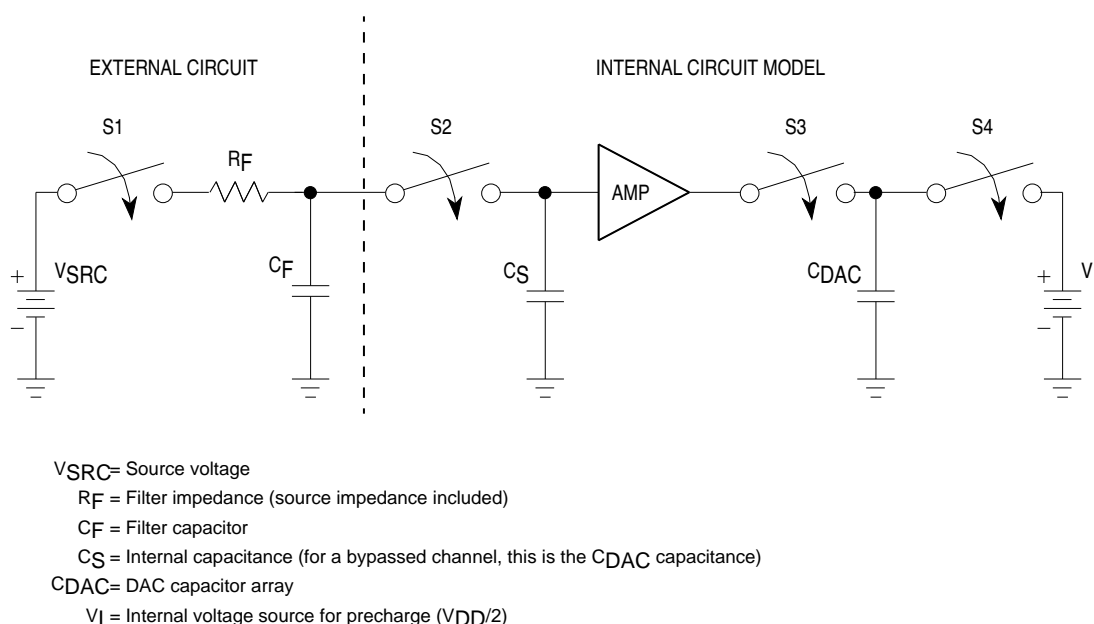 EXTERNAL CIRCUIT
INTERNAL CIRCUIT MODEL
S1
S2
S3
S4
RF
AMP
+
VSRC
−
CF
CS
CDAC
+
V
−
VSRC= Source voltage
RF = Filter impedance (source impedance included)
CF = Filter capacitor
CS = Internal capacitance (for a bypassed channel, this is the CDAC capacitance)
CDAC= DAC capacitor array
VI = Internal voltage source for precharge (VDD/2)